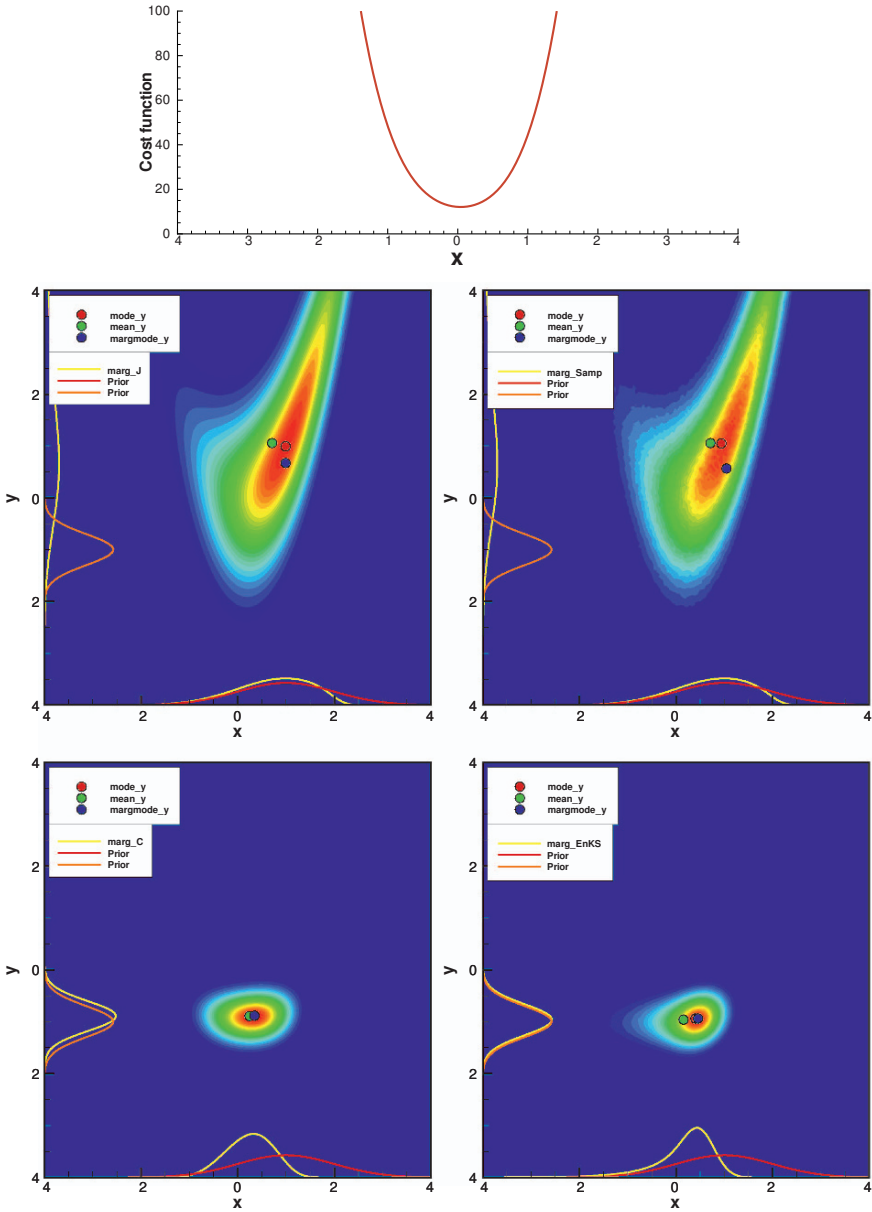 100
80
60
40
20
0
Cost function
4 3 2 1 0 1 2 3 4
X
4
2
0
2
4
y
mode_y
mean_y
margmode_y
marg_J
Prior
Prior
4 2 0 2 4
x
4
2
0
2
4
y
mode_y
mean_y
margmode_y
marg_Samp
Prior
Prior
4 2 0 2 4
x
4
2
0
2
4
y
mode_y
mean_y
margmode_y
marg_C
Prior
Prior
4 2 0 2 4
x
4
2
0
2
4
y
mode_y
mean_y
margmode_y
marg_EnKS
Prior
Prior
4 2 0 2 4
x